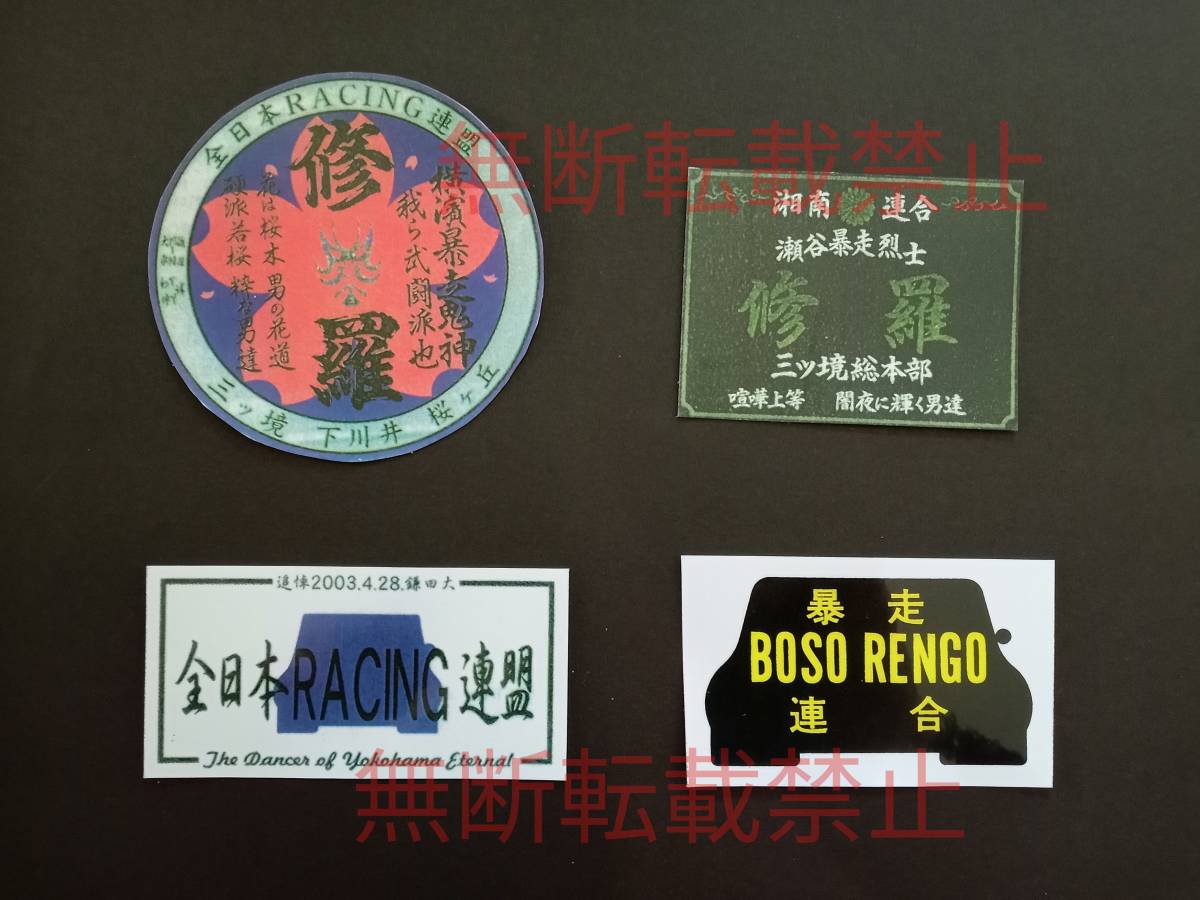 全日本RACING連盟
修羅
横濱暴走鬼神
我ら武闘派也
花は桜木 男の花道
硬派若桜 粋な男達
三ッ境 下川井 桜ヶ丘
無断転載禁止
湘南 連合
瀬谷暴走烈士
修羅
三ッ境総本部
喧嘩上等 闇夜に輝く男達
追悼2003.4.28.鎌田大
全日本RACING連盟
The Dancer of Yokohama Eternal
暴走
BOSO RENGO
連合
無断転載禁止